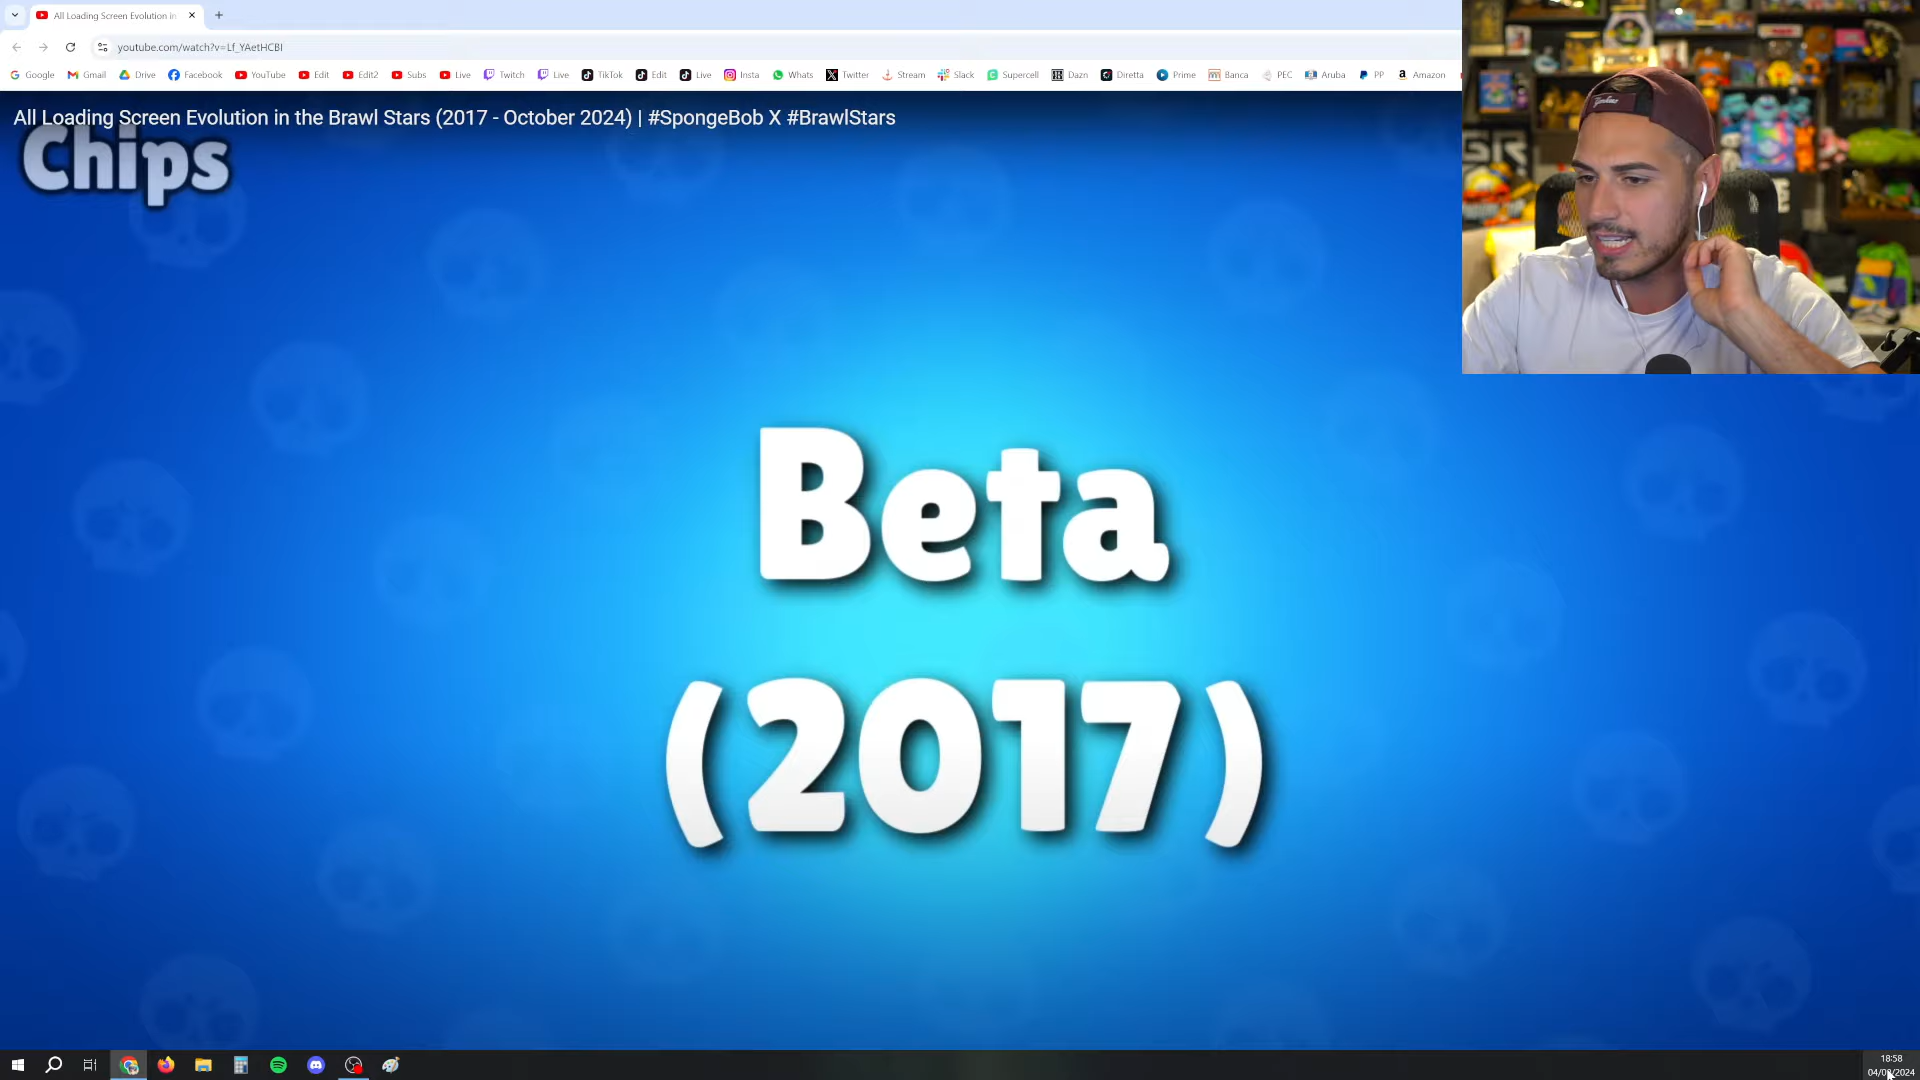 All Loading Screen Evolution in
youtube.com/watch?v=Lf_YAetHCBI
Google Gmail Drive Facebook YouTube Edit Edit2 Subs Live Twitch Live TikTok Edit Live Insta Whats Twitter Stream Slack Supercell Dazn Diretta Prime Banca PEC Aruba PP Amazon
All Loading Screen Evolution in the Brawl Stars (2017 - October 2024) | #SpongeBob X #BrawlStars
Chips
Beta
(2017)
18:58